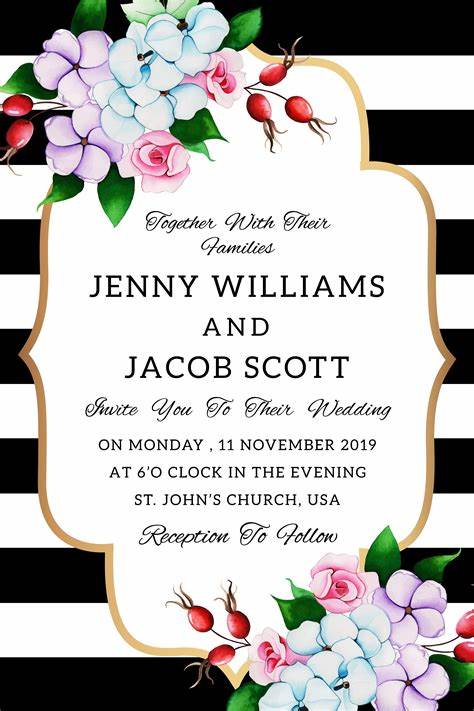 Together With Their
Families
JENNY WILLIAMS
AND
JACOB SCOTT
Invite You To Their Wedding
ON MONDAY , 11 NOVEMBER 2019
AT 6'O CLOCK IN THE EVENING
ST. JOHN'S CHURCH, USA
Reception To Follow